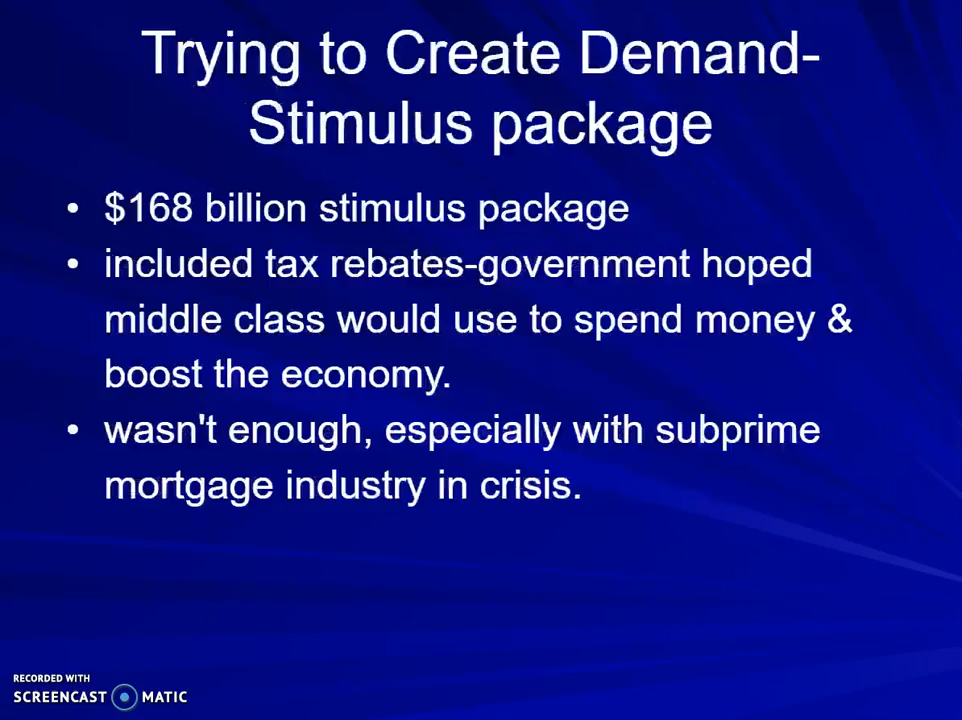 Trying to Create Demand-
Stimulus package
• $168 billion stimulus package
• included tax rebates-government hoped
middle class would use to spend money &
boost the economy.
• wasn't enough, especially with subprime
mortgage industry in crisis.
RECORDED WITH
SCREENCAST MATIC